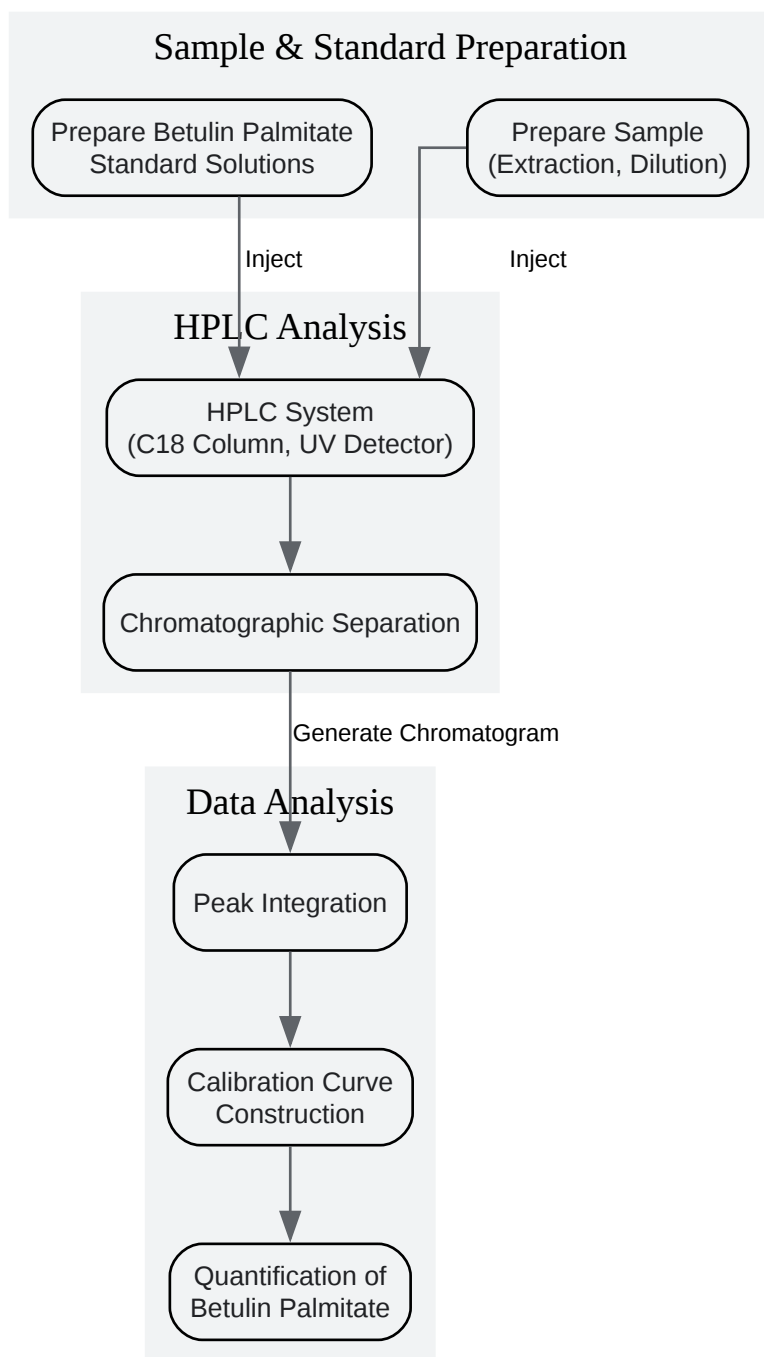 Sample & Standard Preparation
Prepare Betulin Palmitate
Standard Solutions
Prepare Sample
(Extraction, Dilution)
Inject
Inject
HPLC Analysis
HPLC System
(C18 Column, UV Detector)
Chromatographic Separation
Generate Chromatogram
Data Analysis
Peak Integration
Calibration Curve
Construction
Quantification of
Betulin Palmitate